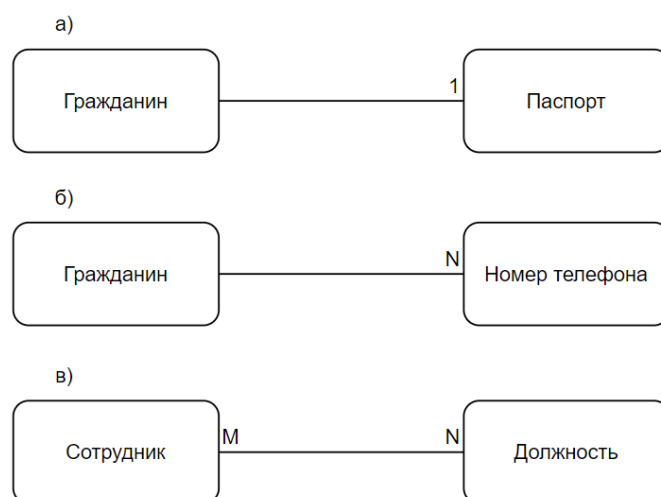 а)
Гражданин 1 Паспорт
б)
Гражданин N Номер телефона
в)
Сотрудник M N Должность